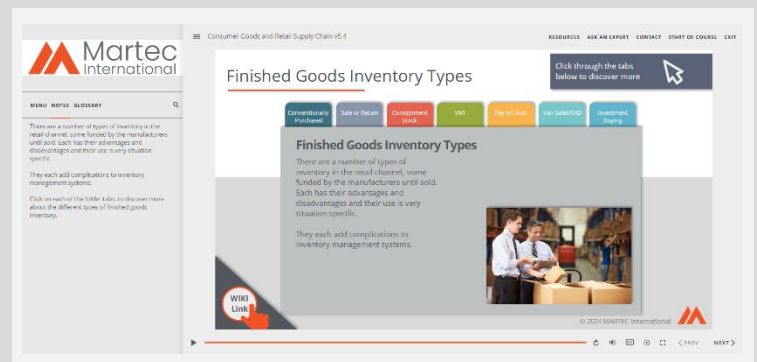 Martec
International
Consumer Goods and Retail Supply Chain v5.4
RESOURCES ASK AN EXPERT CONTACT START OF COURSE EXIT
MENU NOTES GLOSSARY
There are a number of types of inventory in the
retail channel, some funded by the manufacturers
until sold. Each has their advantages and
disadvantages and their use is very situation
specific.
They each add complications to inventory
management systems.
Click on each of the folder tabs, to discover more
about the different types of finished goods
inventory.
Finished Goods Inventory Types
Click through the tabs
below to discover more
Conventionally
Purchased
Sale or Return
Consignment
Stock
VMI
Pay on Scan
Van Sales/DSD
Investment
Buying
Finished Goods Inventory Types
There are a number of types of
inventory in the retail channel, some
funded by the manufacturers until sold.
Each has their advantages and
disadvantages and their use is very
situation specific.
They each add complications to
inventory management systems.
WIKI
Link
© 2024 MARTEC International
< PREV NEXT >